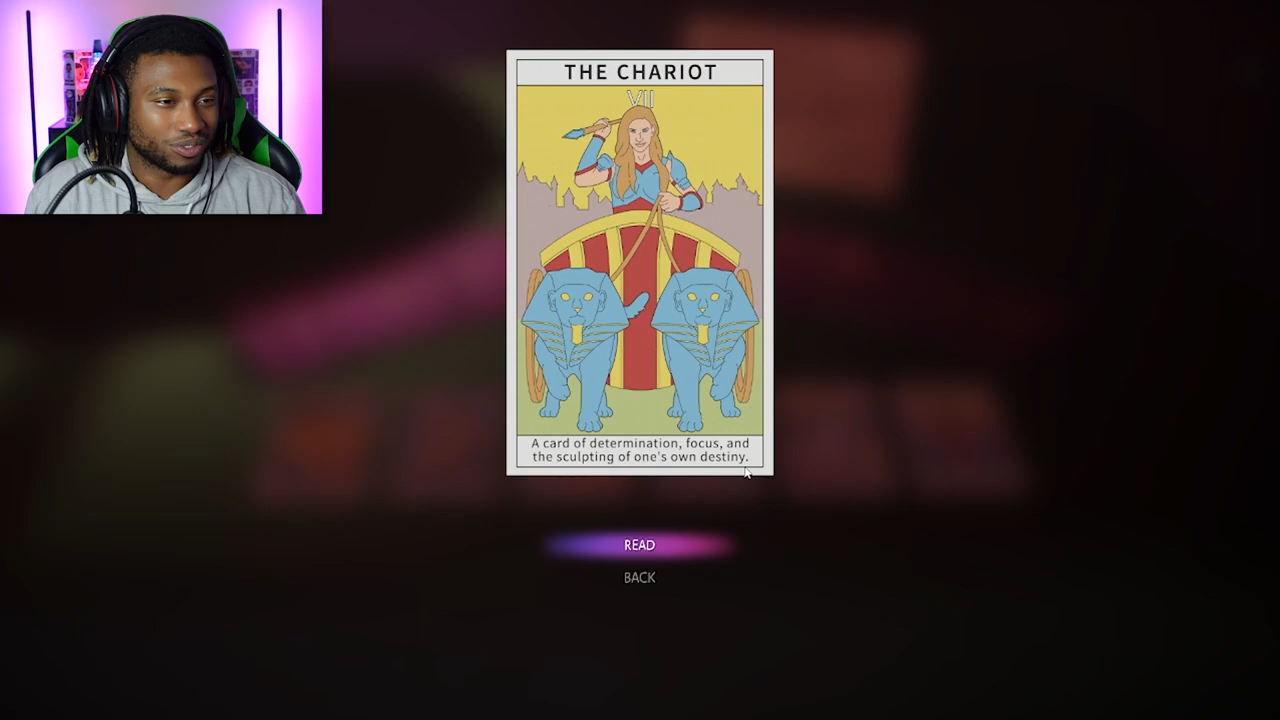 THE CHARIOT
VII
A card of determination, focus, and
the sculpting of one's own destiny.
READ
BACK